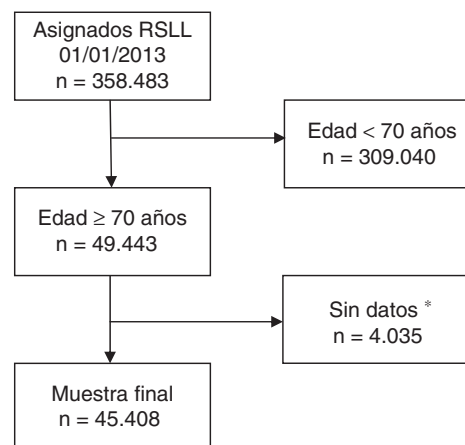 Asignados RSLL
01/01/2013
n = 358.483
Edad < 70 años
n = 309.040
Edad ≥ 70 años
n = 49.443
Sin datos *
n = 4.035
Muestra final
n = 45.408